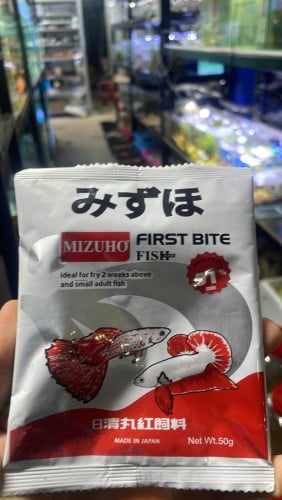 みずほ
MIZUHO® FIRST BITE
FISH
Ideal for fry 2 weeks above
and small adult fish
#1
日清丸紅飼料
MADE IN JAPAN
Net Wt.50g